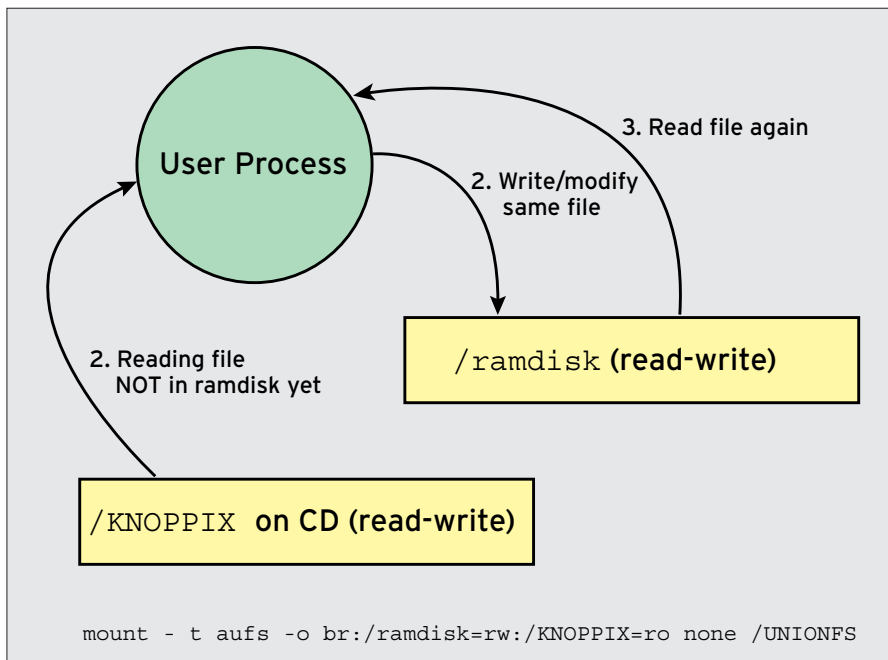 User Process
3. Read file again
2. Write/modify
same file
2. Reading file
NOT in ramdisk yet
/ramdisk (read-write)
/KNOPPIX on CD (read-write)
mount - t aufs -o br:/ramdisk=rw:/KNOPPIX=ro none /UNIONFS